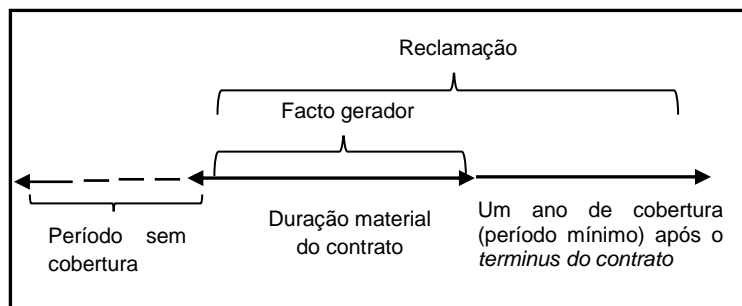 Reclamação
Facto gerador
Período sem
cobertura
Duração material
do contrato
Um ano de cobertura
(período mínimo) após o
terminus do contrato